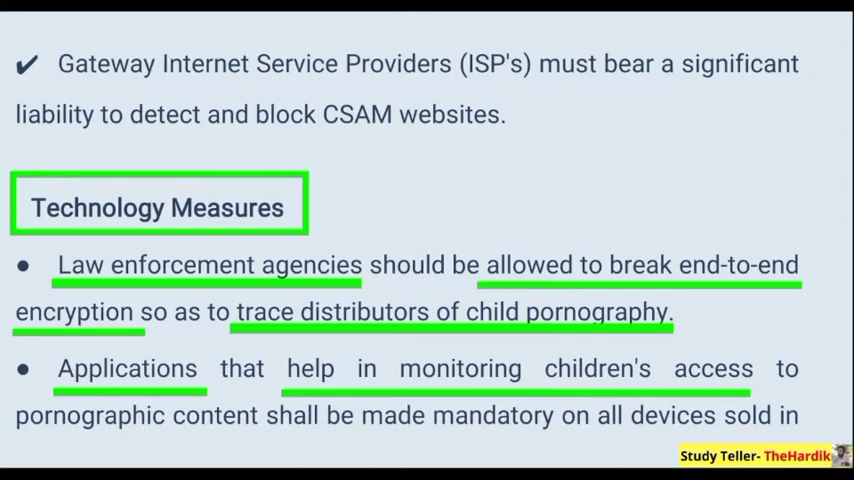 ✔ Gateway Internet Service Providers (ISP's) must bear a significant
liability to detect and block CSAM websites.
Technology Measures
● Law enforcement agencies should be allowed to break end-to-end
encryption so as to trace distributors of child pornography.
● Applications that help in monitoring children's access to
pornographic content shall be made mandatory on all devices sold in
Study Teller- TheHardik